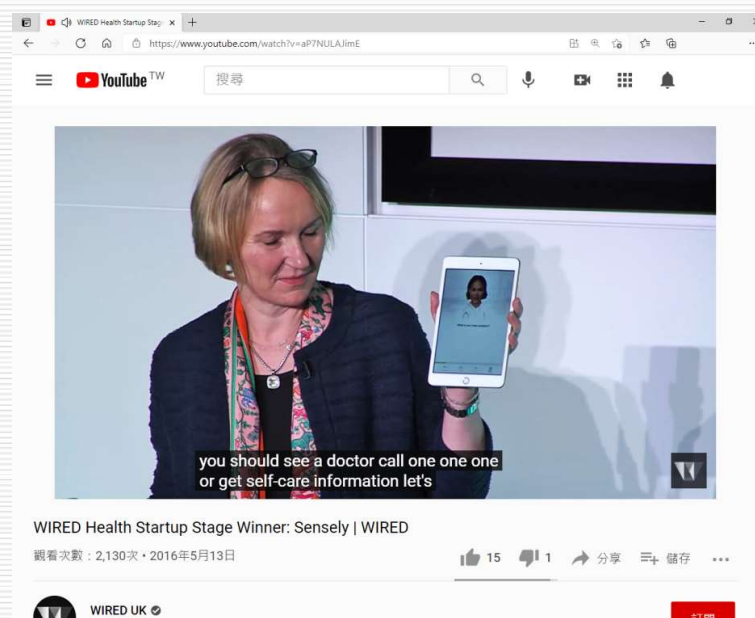 WIRED Health Startup Stag
https://www.youtube.com/watch?v=aP7NULAJimE
YouTube TW
搜尋
you should see a doctor call one one one
or get self-care information let's
WIRED Health Startup Stage Winner: Sensely | WIRED
觀看次數：2,130次•2016年5月13日
15
1
分享
儲存
WIRED UK
訂閱